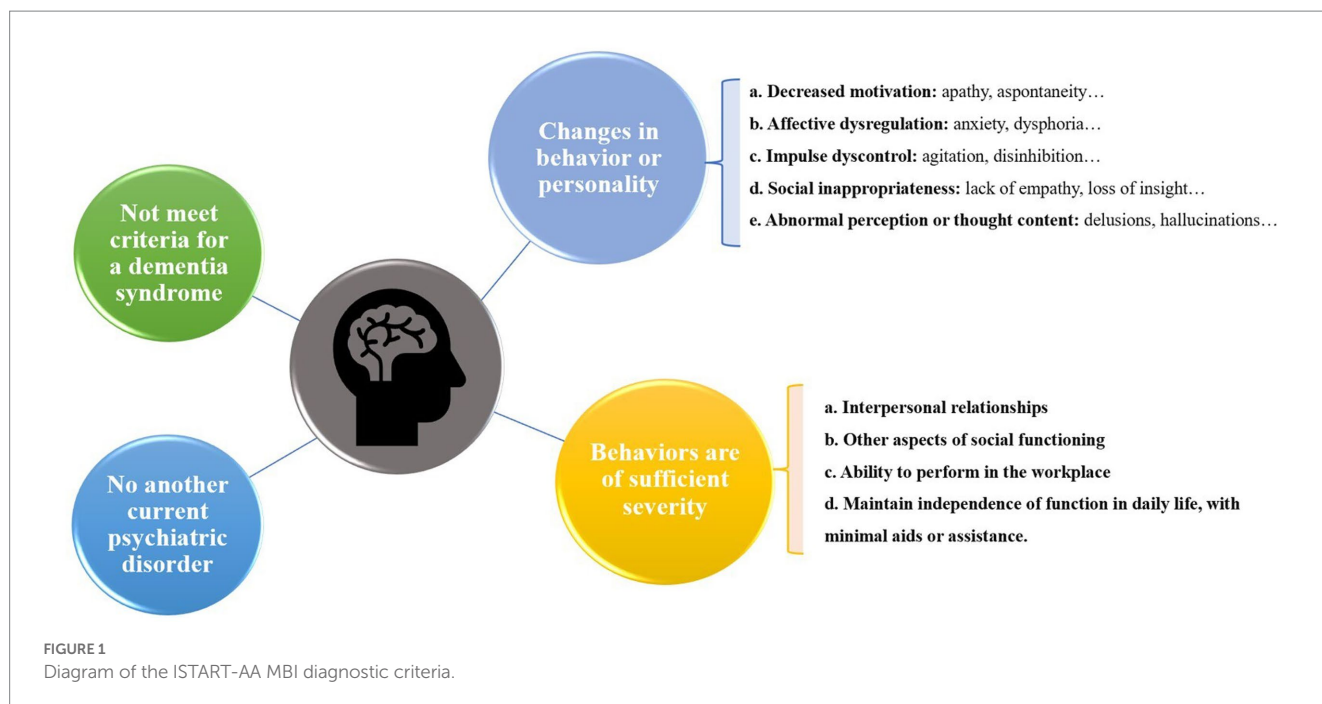 Changes in
behavior or
personality
a. Decreased motivation: apathy, aspontaneity…
b. Affective dysregulation: anxiety, dysphoria…
c. Impulse dyscontrol: agitation, disinhibition…
d. Social inappropriateness: lack of empathy, loss of insight…
e. Abnormal perception or thought content: delusions, hallucinations…
Not meet
criteria for
a dementia
syndrome
Behaviors are
of sufficient
severity
a. Interpersonal relationships
b. Other aspects of social functioning
c. Ability to perform in the workplace
d. Maintain independence of function in daily life, with
minimal aids or assistance.
No another
current
psychiatric
disorder
FIGURE 1
Diagram of the ISTART-AA MBI diagnostic criteria.